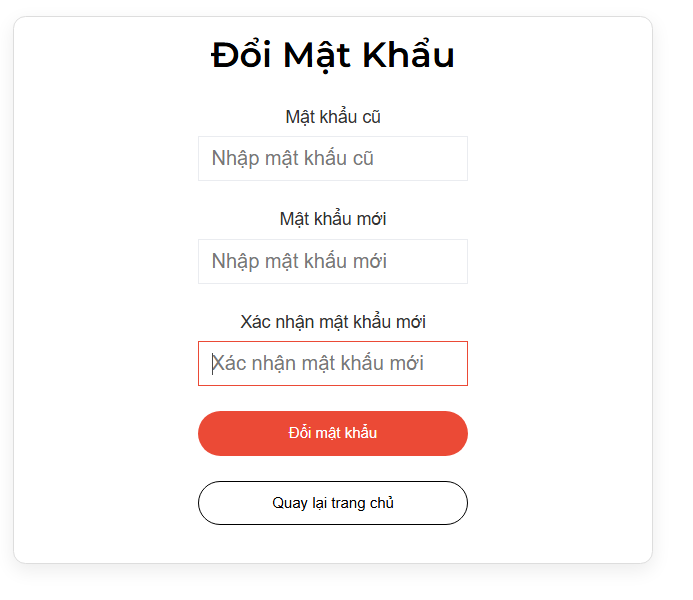 Đổi Mật Khẩu
Mật khẩu cũ
Nhập mật khẩu cũ
Mật khẩu mới
Nhập mật khẩu mới
Xác nhận mật khẩu mới
Xác nhận mật khẩu mới
Đổi mật khẩu
Quay lại trang chủ